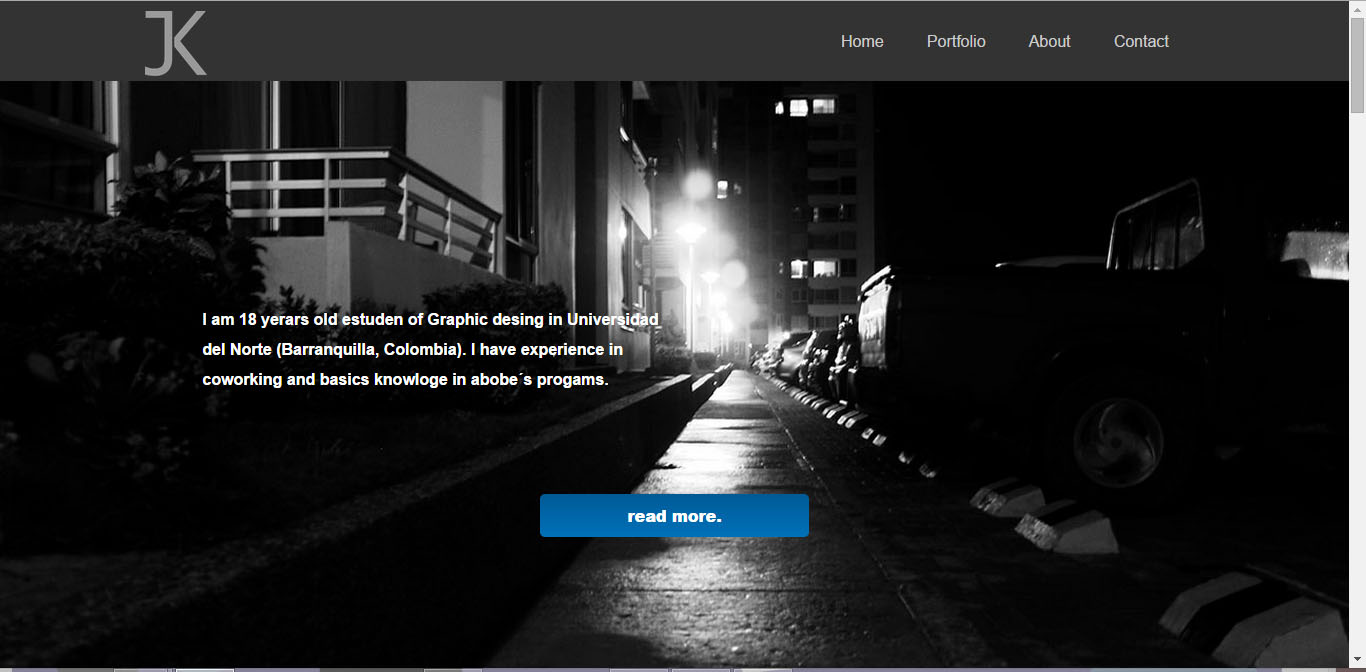 JK
Home Portfolio About Contact
I am 18 yerars old estuden of Graphic desing in Universidad
del Norte (Barranquilla, Colombia). I have experience in
coworking and basics knowloge in abobe´s progams.
read more.